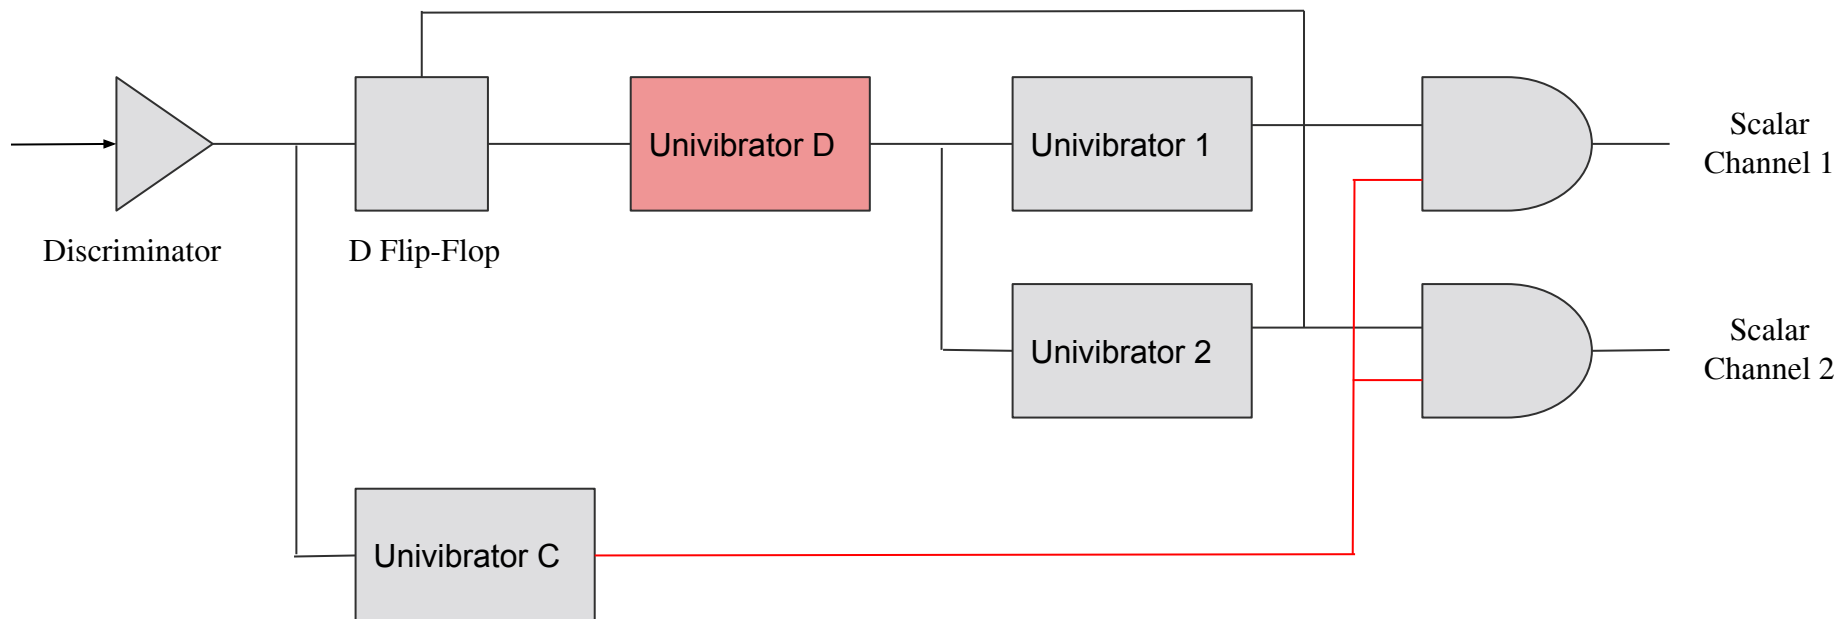 Univibrator D
Univibrator 1
Scalar
Channel 1
Discriminator
D Flip-Flop
Univibrator 2
Scalar
Channel 2
Univibrator C